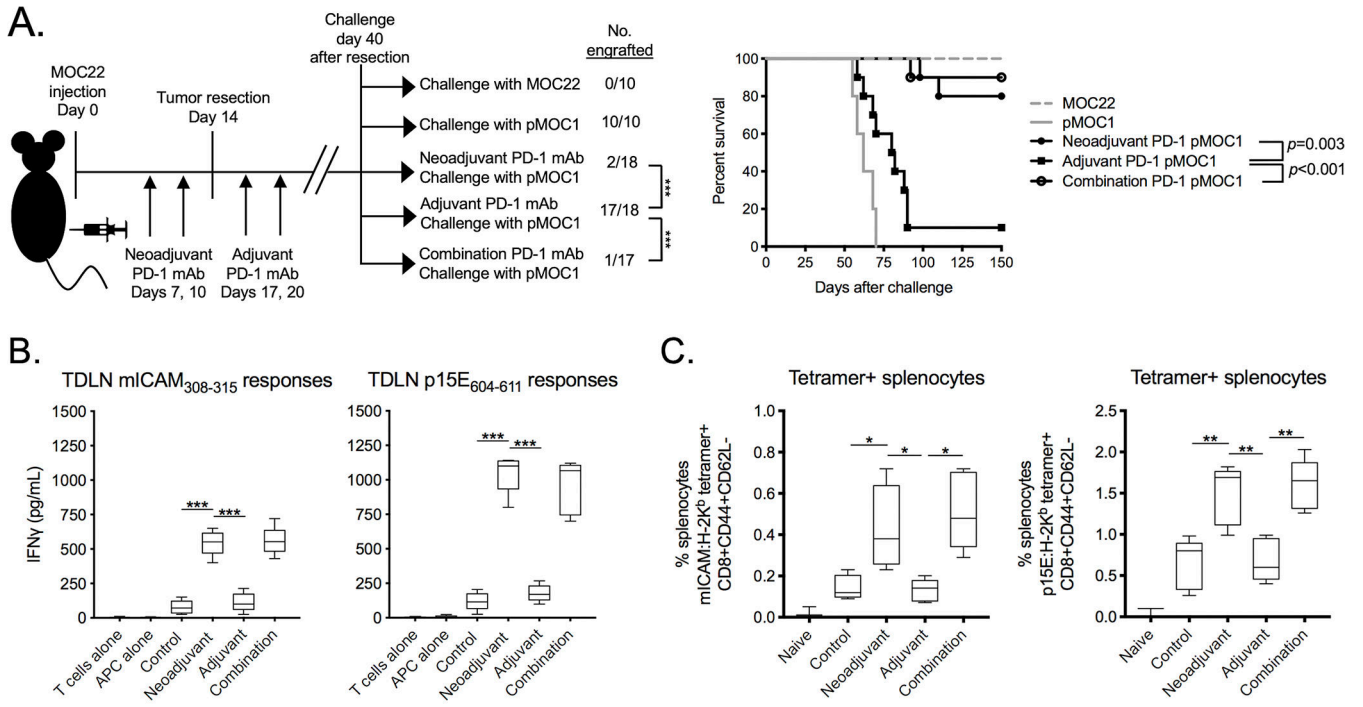 A.
MOC22
injection
Day 0
Tumor resection
Day 14
Challenge
day 40
after resection
No.
engrafted
Challenge with MOC22
0/10
Challenge with pMOC1
10/10
Neoadjuvant PD-1 mAb
Challenge with pMOC1
2/18
***
Adjuvant PD-1 mAb
Challenge with pMOC1
17/18
***
Combination PD-1 mAb
Challenge with pMOC1
1/17
Neoadjuvant
PD-1 mAb
Days 7, 10
Adjuvant
PD-1 mAb
Days 17, 20
Percent survival
100
80
60
40
20
0
0 25 50 75 100 125 150
Days after challenge
MOC22
pMOC1
Neoadjuvant PD-1 pMOC1
Adjuvant PD-1 pMOC1
Combination PD-1 pMOC1
p=0.003
p<0.001
B.
TDLN mICAM308-315 responses
IFNγ (pg/mL)
1500
1250
1000
750
500
250
0
*** ***
T cells alone
APC alone
Control
Neoadjuvant
Adjuvant
Combination
TDLN p15E604-611 responses
1500
1250
1000
750
500
250
0
*** ***
T cells alone
APC alone
Control
Neoadjuvant
Adjuvant
Combination
C.
Tetramer+ splenocytes
% splenocytes
mICAM:H-2Kb tetramer+
CD8+CD44+CD62L-
1.0
0.8
0.6
0.4
0.2
0.0
* * *
Naive
Control
Neoadjuvant
Adjuvant
Combination
Tetramer+ splenocytes
% splenocytes
p15E:H-2Kb tetramer+
CD8+CD44+CD62L-
2.5
2.0
1.5
1.0
0.5
0.0
** ** **
Naive
Control
Neoadjuvant
Adjuvant
Combination